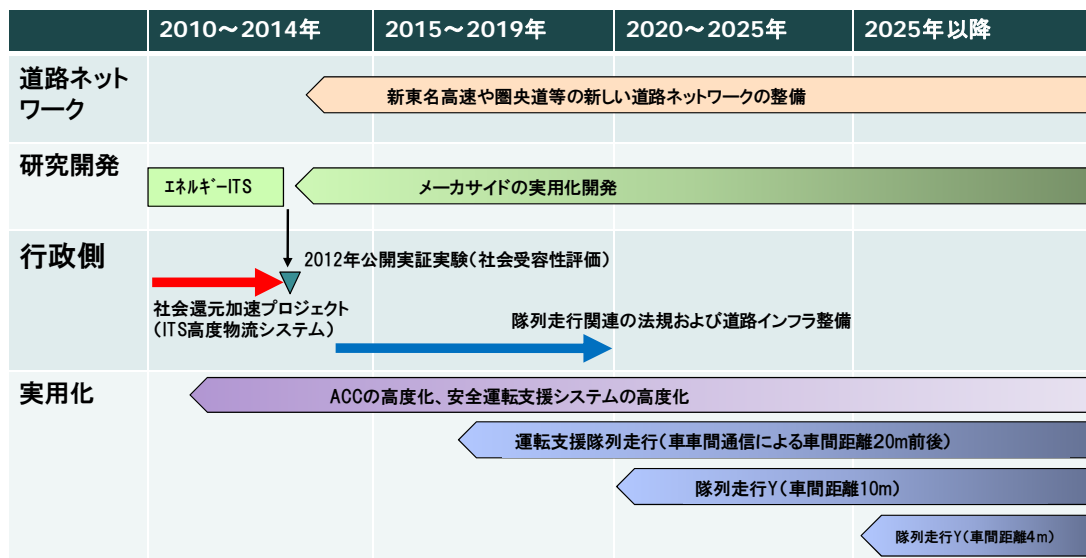 2010～2014年 2015～2019年 2020～2025年 2025年以降
道路ネット
ワーク
新東名高速や圏央道等の新しい道路ネットワークの整備
研究開発
ｴﾈﾙｷﾞｰITS
メーカサイドの実用化開発
行政側
2012年公開実証実験（社会受容性評価）
社会還元加速プロジェクト
（ITS高度物流システム）
隊列走行関連の法規および道路インフラ整備
実用化
ACCの高度化、安全運転支援システムの高度化
運転支援隊列走行（車車間通信による車間距離20m前後）
隊列走行Y（車間距離10m）
隊列走行Y（車間距離4m）